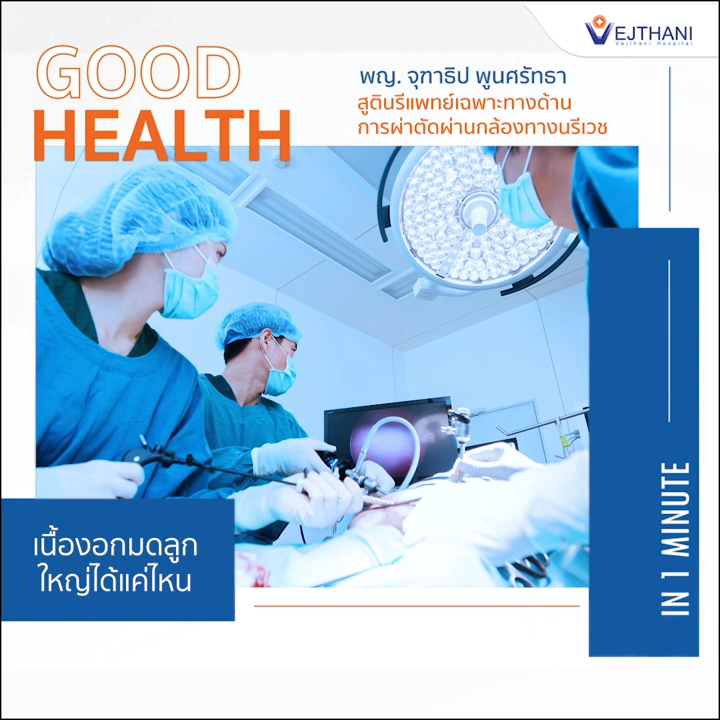 GOOD
HEALTH
VEJTHANI
Vejthani Hospital
พญ. จุฑาธิป พูนศรัทธา
สูตินรีแพทย์เฉพาะทางด้าน
การผ่าตัดผ่านกล้องทางนรีเวช
เนื้องอกมดลูก
ใหญ่ได้แค่ไหน
IN 1 MINUTE